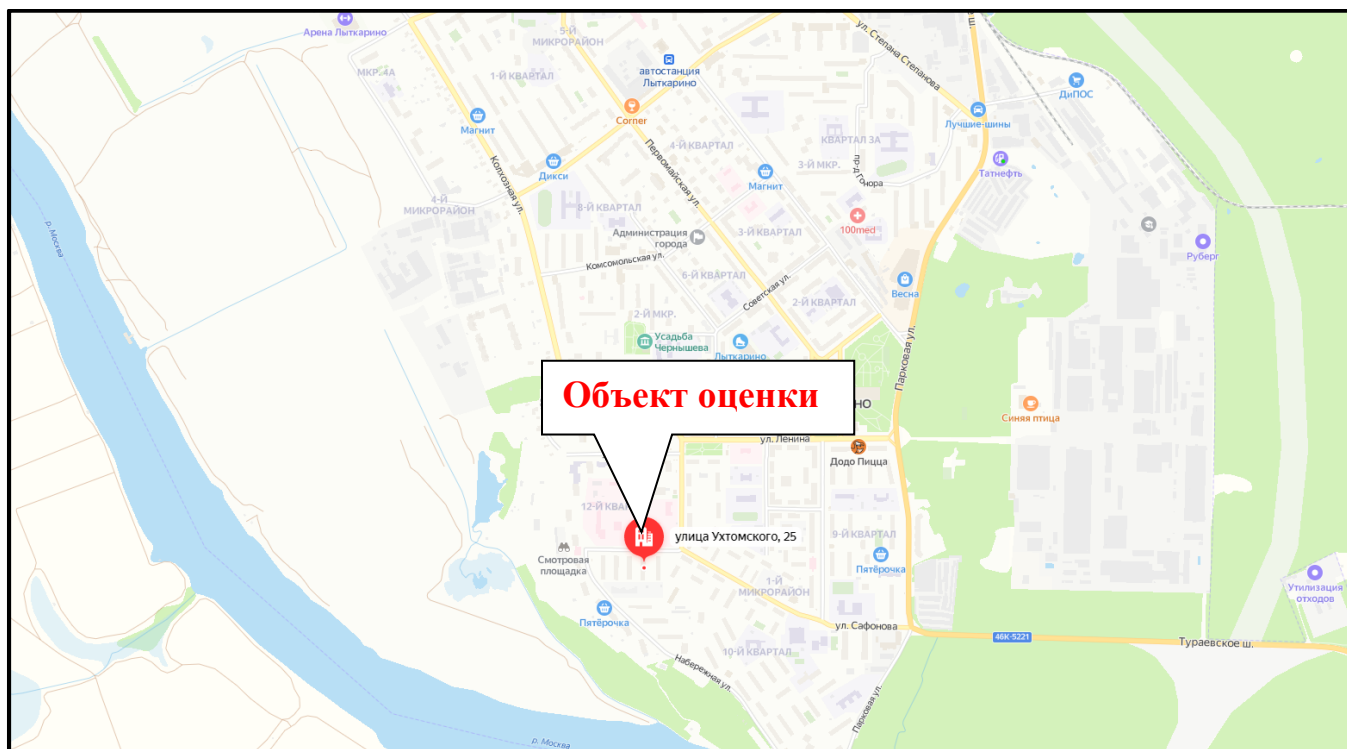 Арена Лыткарино
5-Й
МИКРОРАЙОН
ул. Степана Степанова
МКР. 4А
1-Й КВАРТАЛ
автостанция
Лыткарино
ДиПОС
Магнит
Corner
Лучшие-шины
Колхозная ул.
Первомайская ул.
4-Й КВАРТАЛ
КВАРТАЛ 3А
3-Й МКР.
пр-д Гонора
Дикси
Магнит
Татнефть
4-Й
МИКРОРАЙОН
8-Й КВАРТАЛ
р. Москва
Администрация
города
3-Й КВАРТАЛ
100med
Руберг
Комсомольская ул.
6-Й КВАРТАЛ
Советская ул.
2-Й КВАРТАЛ
Весна
2-Й МКР.
Усадьба
Чернышева
Лыткарино
Парковая ул.
Объект оценки
НО
Синяя птица
ул. Ленина
Додо Пицца
12-Й КВА
улица Ухтомского, 25
9-Й КВАРТАЛ
Смотровая
площадка
Пятёрочка
1-Й
МИКРОРАЙОН
Утилизация
отходов
Пятёрочка
ул. Сафонова
46К-5221
Тураевское ш.
10-Й КВАРТАЛ
Набережная ул.
Парковая ул.
р. Москва